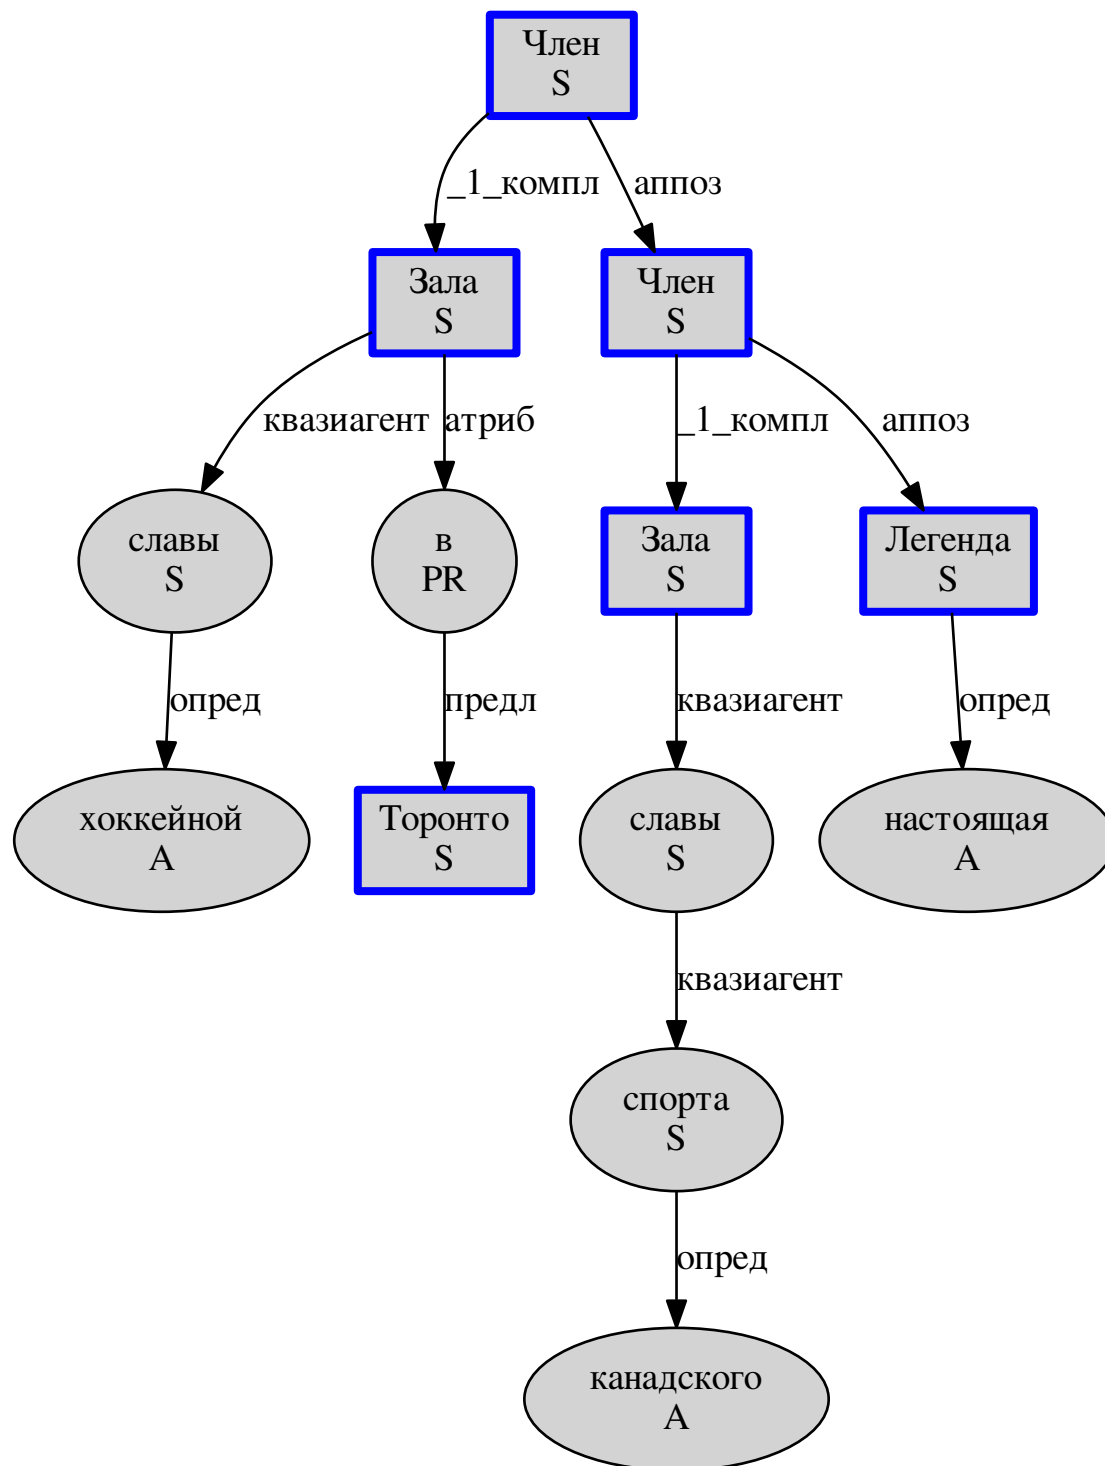 Член
S
_1_компл
аппоз
Зала
S
Член
S
квазиагент
атриб
_1_компл
аппоз
славы
S
в
PR
Зала
S
Легенда
S
опред
предл
квазиагент
опред
хоккейной
A
Торонто
S
славы
S
настоящая
A
квазиагент
спорта
S
опред
канадского
A